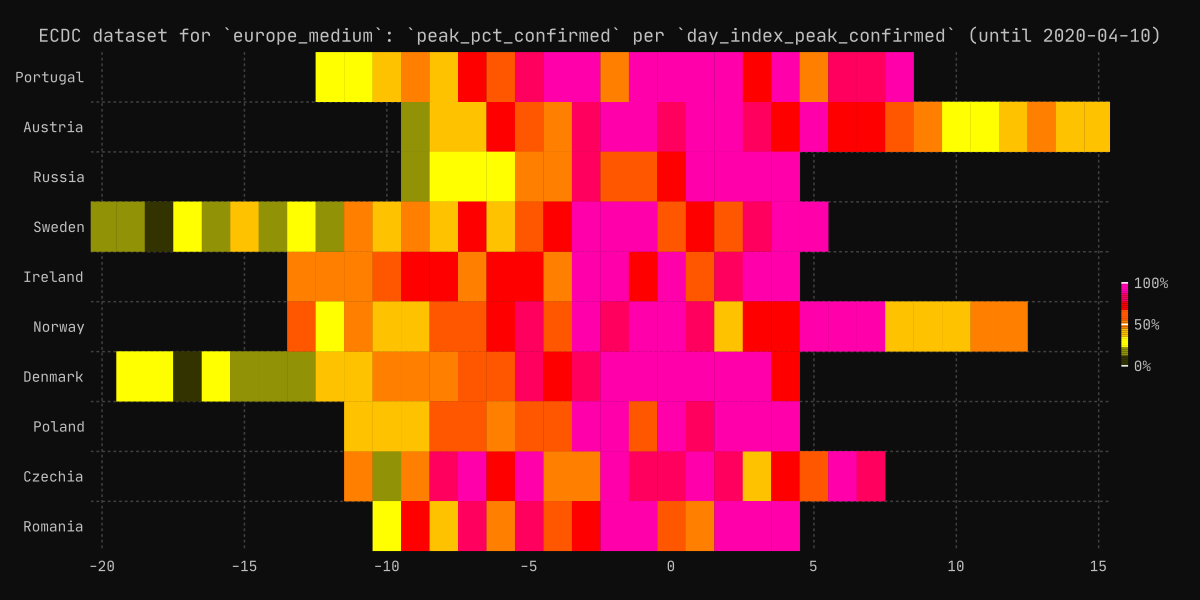 ECDC dataset for `europe_medium`: `peak_pct_confirmed` per `day_index_peak_confirmed` (until 2020-04-10)
Portugal
Austria
Russia
Sweden
Ireland
Norway
Denmark
Poland
Czechia
Romania
100%
50%
0%
-20 -15 -10 -5 0 5 10 15